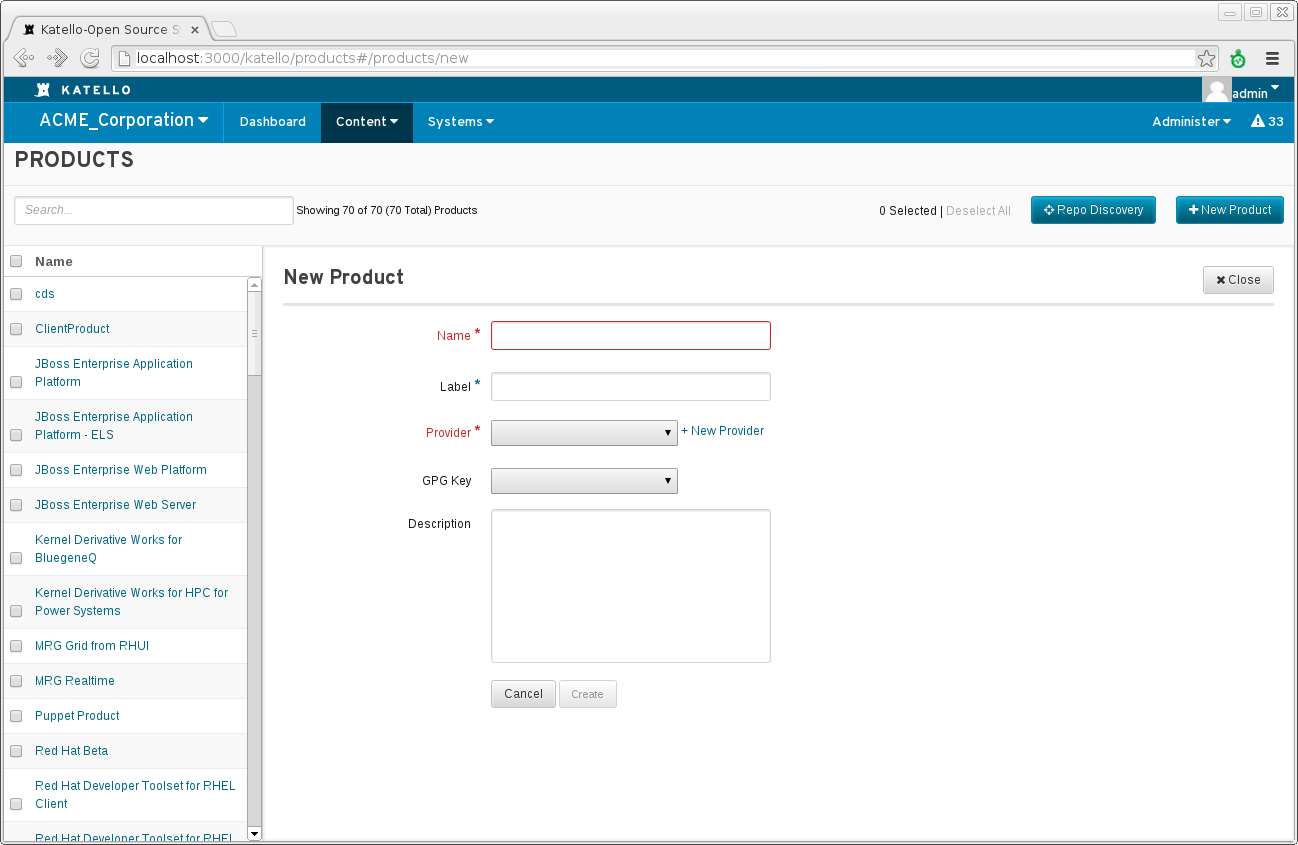 Katello-Open Source S
localhost:3000/katello/products#/products/new
KATELLO
admin
ACME_Corporation
Dashboard
Content
Systems
Administer
33
PRODUCTS
Search...
Showing 70 of 70 (70 Total) Products
0 Selected | Deselect All
Repo Discovery
+ New Product
Name
cds
ClientProduct
JBoss Enterprise Application
Platform
JBoss Enterprise Application
Platform - ELS
JBoss Enterprise Web Platform
JBoss Enterprise Web Server
Kernel Derivative Works for
BluegeneQ
Kernel Derivative Works for HPC for
Power Systems
MRG Grid from RHUI
MRG Realtime
Puppet Product
Red Hat Beta
Red Hat Developer Toolset for RHEL
Client
Red Hat Developer Toolset for RHEL
New Product
× Close
Name *
Label *
Provider *
+ New Provider
GPG Key
Description
Cancel
Create